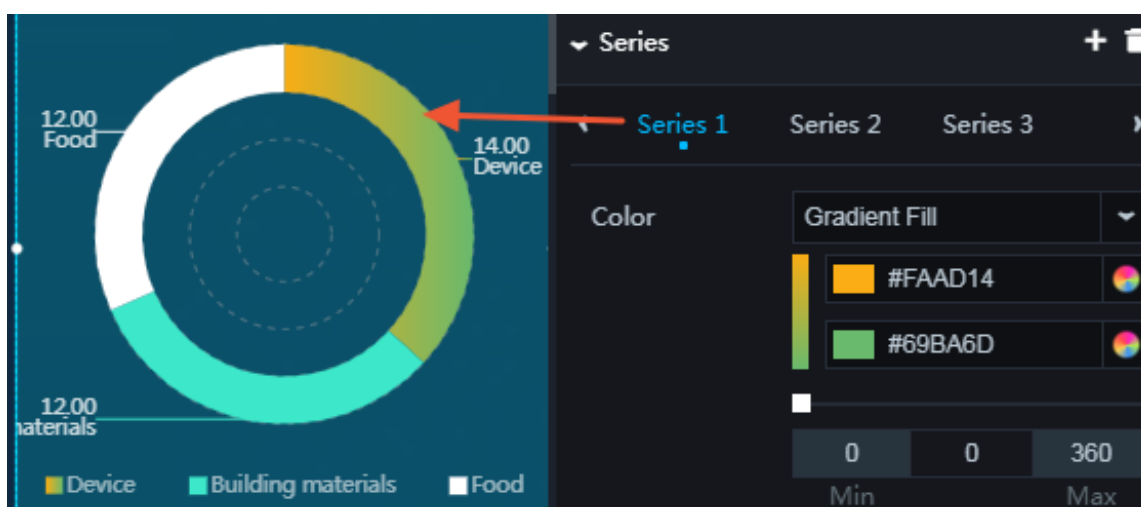 12.00
Food
14.00
Device
12.00
naterials
Device Building materials Food
Series
Series 1 Series 2 Series 3
Color Gradient Fill
#FAAD14
#69BA6D
0 0 360
Min Max